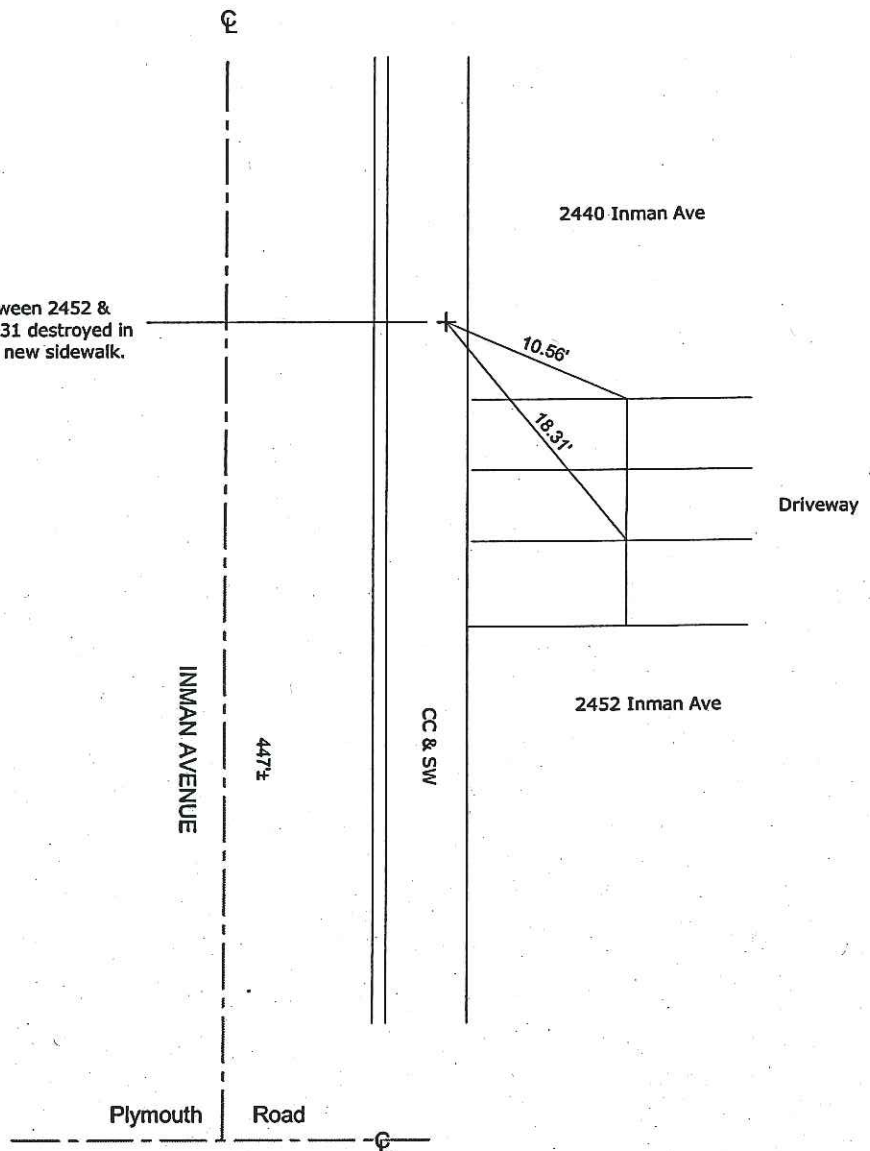 ℄
2440 Inman Ave
2452 &
31 destroyed in
new sidewalk.
10.56'
18.31'
Driveway
INMAN AVENUE
447'±
CC & SW
2452 Inman Ave
Plymouth Road
℄